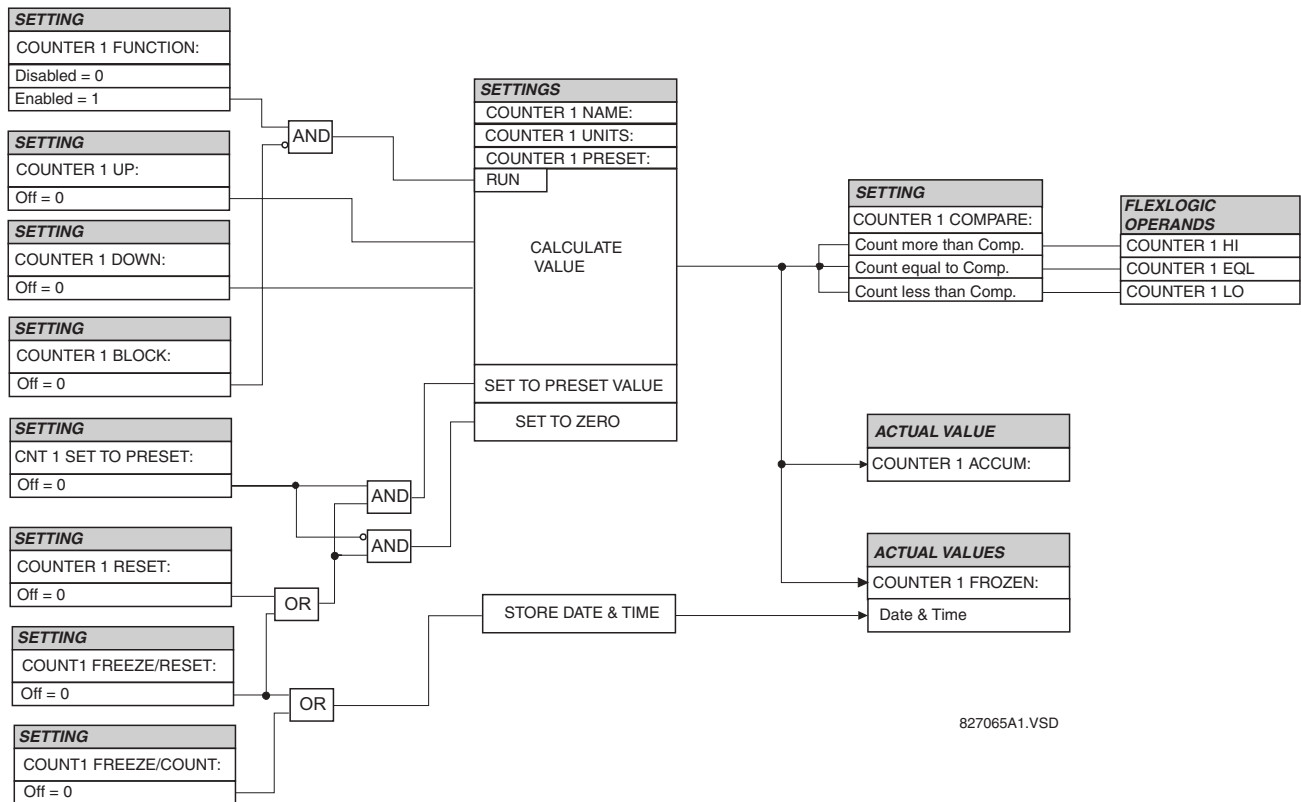 SETTING
COUNTER 1 FUNCTION:
Disabled = 0
Enabled = 1
SETTING
COUNTER 1 UP:
Off = 0
SETTING
COUNTER 1 DOWN:
Off = 0
SETTING
COUNTER 1 BLOCK:
Off = 0
SETTING
CNT 1 SET TO PRESET:
Off = 0
SETTING
COUNTER 1 RESET:
Off = 0
SETTING
COUNT1 FREEZE/RESET:
Off = 0
SETTING
COUNT1 FREEZE/COUNT:
Off = 0
AND
AND
AND
OR
OR
SETTINGS
COUNTER 1 NAME:
COUNTER 1 UNITS:
COUNTER 1 PRESET:
RUN
CALCULATE
VALUE
SET TO PRESET VALUE
SET TO ZERO
STORE DATE & TIME
SETTING
COUNTER 1 COMPARE:
Count more than Comp.
Count equal to Comp.
Count less than Comp.
FLEXLOGIC
OPERANDS
COUNTER 1 HI
COUNTER 1 EQL
COUNTER 1 LO
ACTUAL VALUE
COUNTER 1 ACCUM:
ACTUAL VALUES
COUNTER 1 FROZEN:
Date & Time
827065A1.VSD